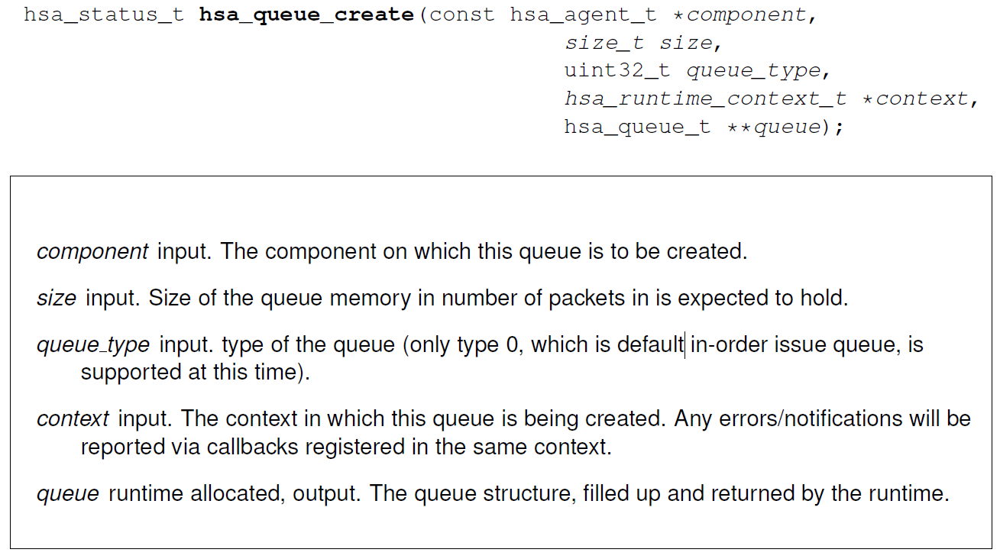 hsa_status_t hsa_queue_create(const hsa_agent_t *component,
size_t size,
uint32_t queue_type,
hsa_runtime_context_t *context,
hsa_queue_t **queue);
component input. The component on which this queue is to be created.
size input. Size of the queue memory in number of packets in is expected to hold.
queue_type input. type of the queue (only type 0, which is default in-order issue queue, is
supported at this time).
context input. The context in which this queue is being created. Any errors/notifications will be
reported via callbacks registered in the same context.
queue runtime allocated, output. The queue structure, filled up and returned by the runtime.